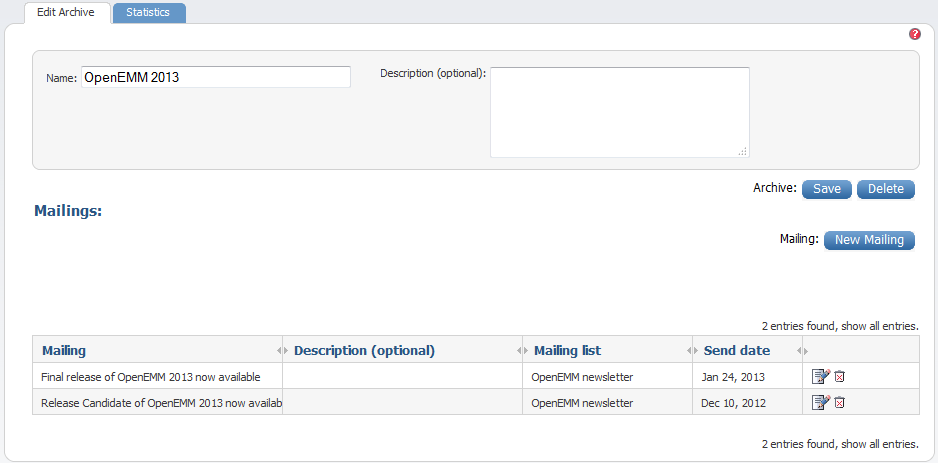 Edit Archive Statistics
?
Name: OpenEMM 2013 Description (optional):
Archive: Save Delete
Mailings:
Mailing: New Mailing
2 entries found, show all entries.
Mailing Description (optional) Mailing list Send date
Final release of OpenEMM 2013 now available OpenEMM newsletter Jan 24, 2013
Release Candidate of OpenEMM 2013 now availab OpenEMM newsletter Dec 10, 2012
2 entries found, show all entries.